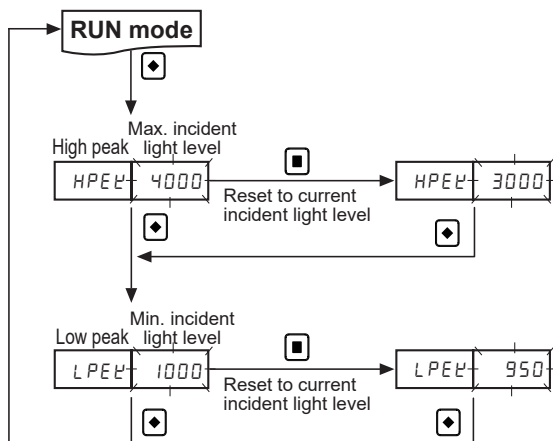 RUN mode
Max. incident
light level
High peak
HPEK 4000
Reset to current
incident light level
HPEK 3000
Min. incident
light level
Low peak
LPEK 1000
Reset to current
incident light level
LPEK 950